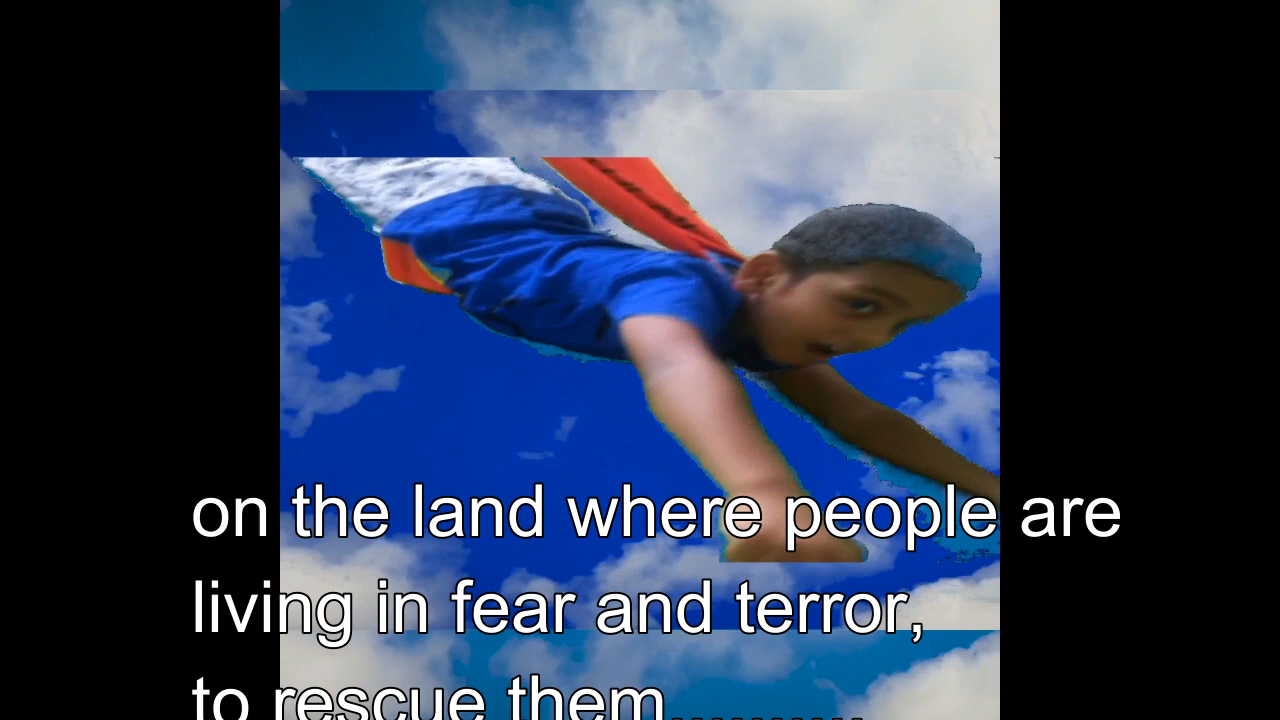 on the land where people are
living in fear and terror,
to rescue them............